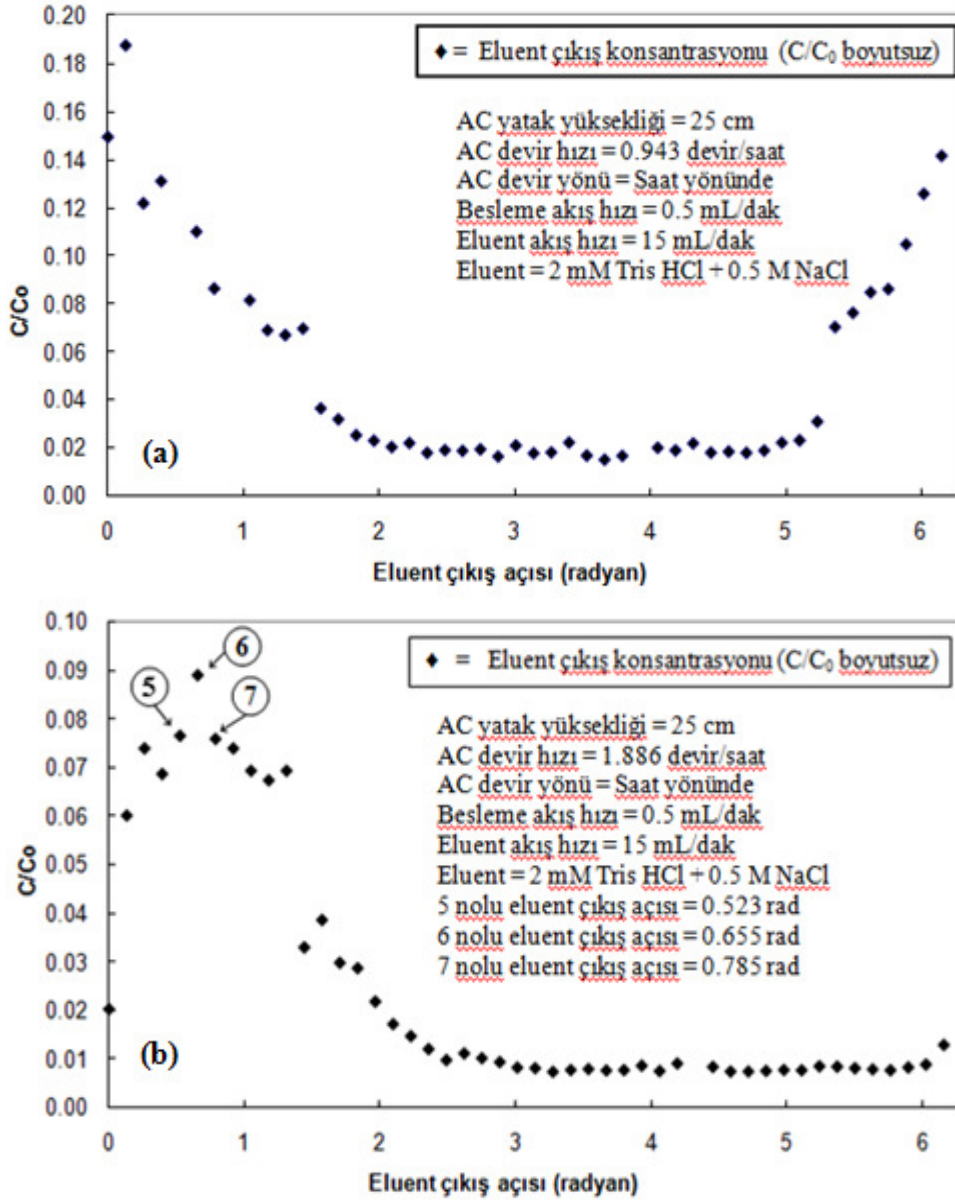 0.20
0.18
0.16
0.14
0.12
0.10
0.08
0.06
0.04
0.02
0.00
C/Co
♦ = Eluent çıkış konsantrasyonu (C/C₀ boyutsuz)
AC yatak yüksekliği = 25 cm
AC devir hızı = 0.943 devir/saat
AC devir yönü = Saat yönünde
Besleme akış hızı = 0.5 mL/dak
Eluent akış hızı = 15 mL/dak
Eluent = 2 mM Tris HCl + 0.5 M NaCl
(a)
0 1 2 3 4 5 6
Eluent çıkış açısı (radyan)
0.10
0.09
0.08
0.07
0.06
0.05
0.04
0.03
0.02
0.01
0.00
C/Co
5
6
7
♦ = Eluent çıkış konsantrasyonu (C/C₀ boyutsuz)
AC yatak yüksekliği = 25 cm
AC devir hızı = 1.886 devir/saat
AC devir yönü = Saat yönünde
Besleme akış hızı = 0.5 mL/dak
Eluent akış hızı = 15 mL/dak
Eluent = 2 mM Tris HCl + 0.5 M NaCl
5 nolu eluent çıkış açısı = 0.523 rad
6 nolu eluent çıkış açısı = 0.655 rad
7 nolu eluent çıkış açısı = 0.785 rad
(b)
0 1 2 3 4 5 6
Eluent çıkış açısı (radyan)